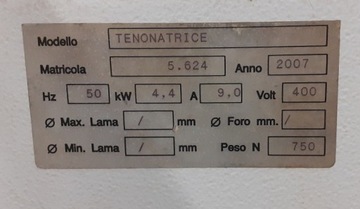 Modello TENONATRICE
Matricola 5.624 Anno 2007
Hz 50 kW 4,4 A 9,0 Volt 400
Ø Max. Lama / mm Ø Foro mm. /
Ø Min. Lama / mm Peso N 750